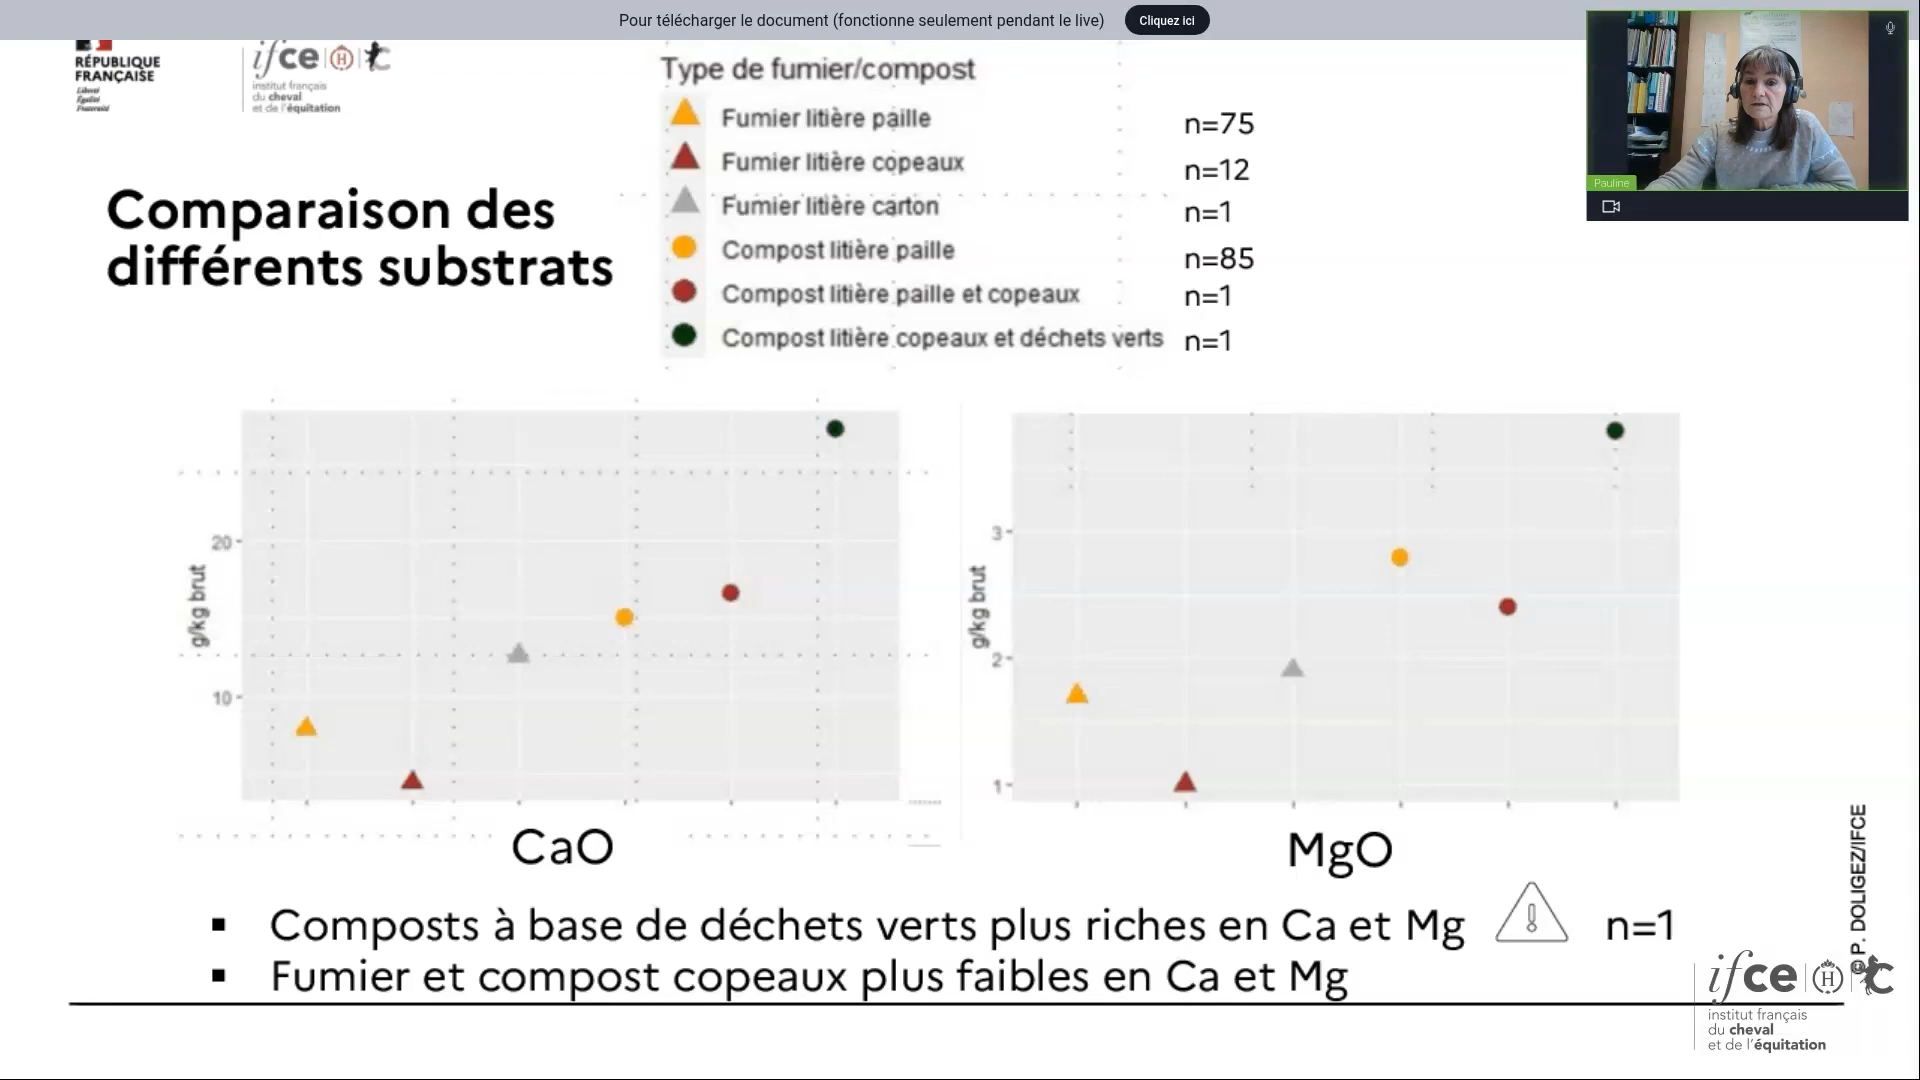 Pour télécharger le document (fonctionne seulement pendant le live) Cliquez ici
RÉPUBLIQUE
FRANÇAISE
Liberté
Égalité
Fraternité
ifce
institut français
du cheval
et de l'équitation
Type de fumier/compost
Fumier litière paille n=75
Fumier litière copeaux n=12
Fumier litière carton n=1
Compost litière paille n=85
Compost litière paille et copeaux n=1
Compost litière copeaux et déchets verts n=1
Pauline
Comparaison des
différents substrats
g/kg brut
20
10
CaO
g/kg brut
3
2
1
MgO
▪ Composts à base de déchets verts plus riches en Ca et Mg n=1
▪ Fumier et compost copeaux plus faibles en Ca et Mg
© P. DOLIGEZ/IFCE
ifce
institut français
du cheval
et de l'équitation